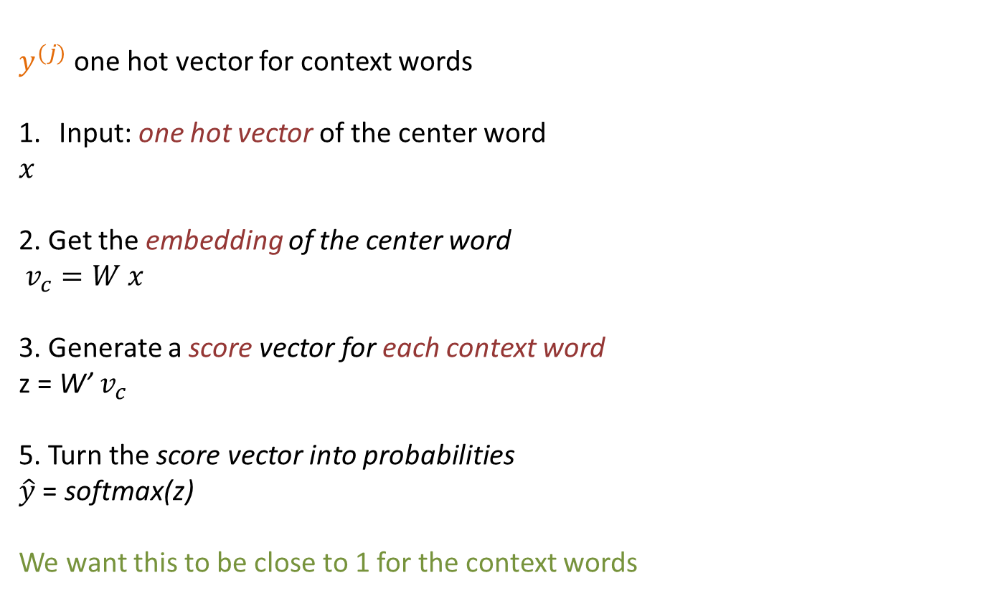 y^(j) one hot vector for context words
1. Input: one hot vector of the center word
x
2. Get the embedding of the center word
v_c = W x
3. Generate a score vector for each context word
z = W’ v_c
5. Turn the score vector into probabilities
ŷ = softmax(z)
We want this to be close to 1 for the context words